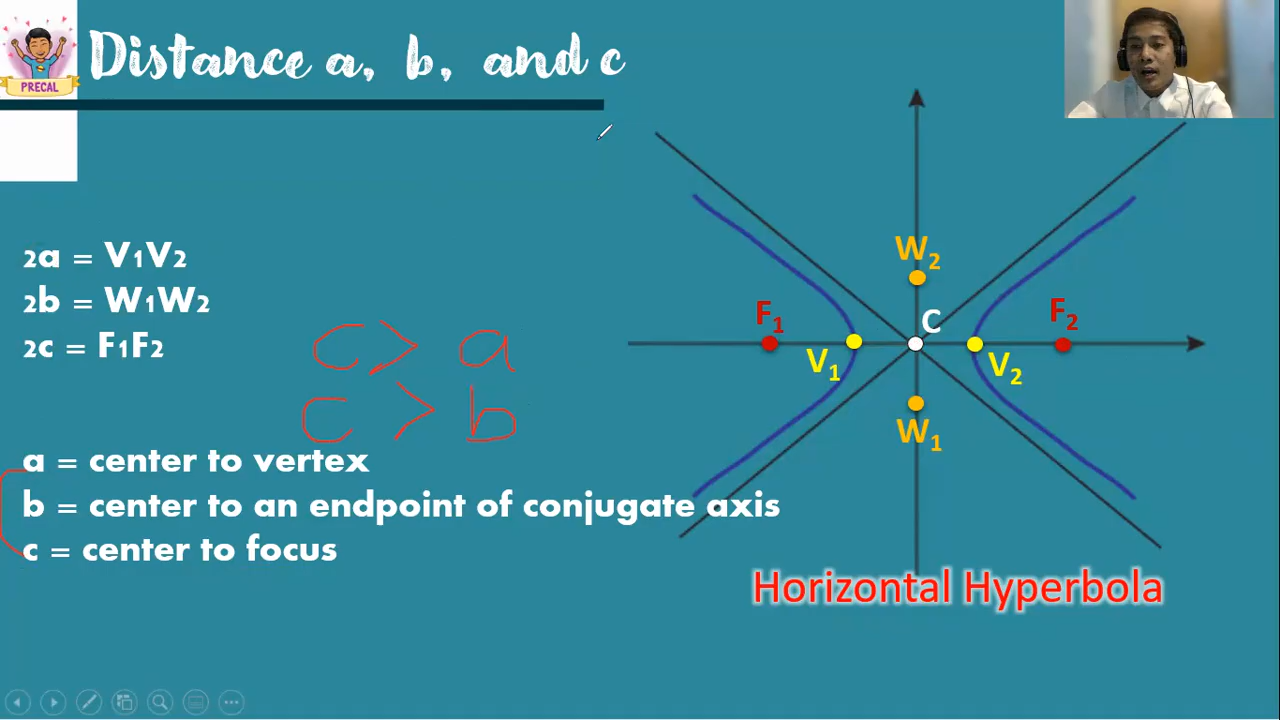 Distance a, b, and c
PRECAL
2a = V1V2
2b = W1W2
2c = F1F2
c > a
c > b
a = center to vertex
b = center to an endpoint of conjugate axis
c = center to focus
W2
F1
C
F2
V1
V2
W1
Horizontal Hyperbola